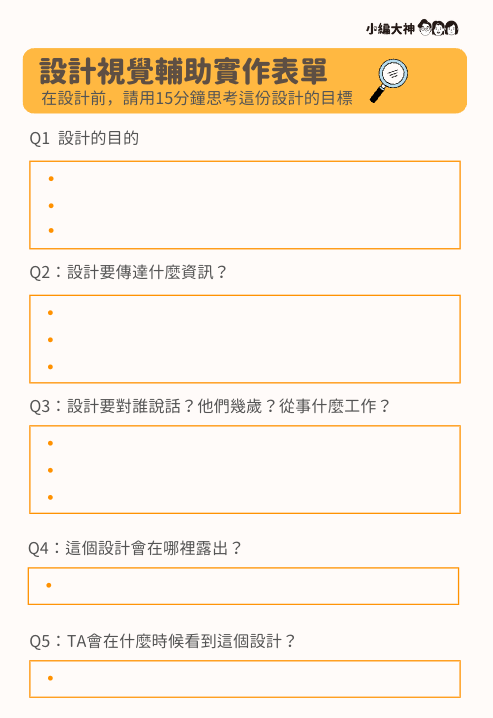 小編大神
設計視覺輔助實作表單
在設計前，請用15分鐘思考這份設計的目標
Q1 設計的目的
Q2：設計要傳達什麼資訊？
Q3：設計要對誰說話？他們幾歲？從事什麼工作？
Q4：這個設計會在哪裡露出？
Q5：TA會在什麼時候看到這個設計？